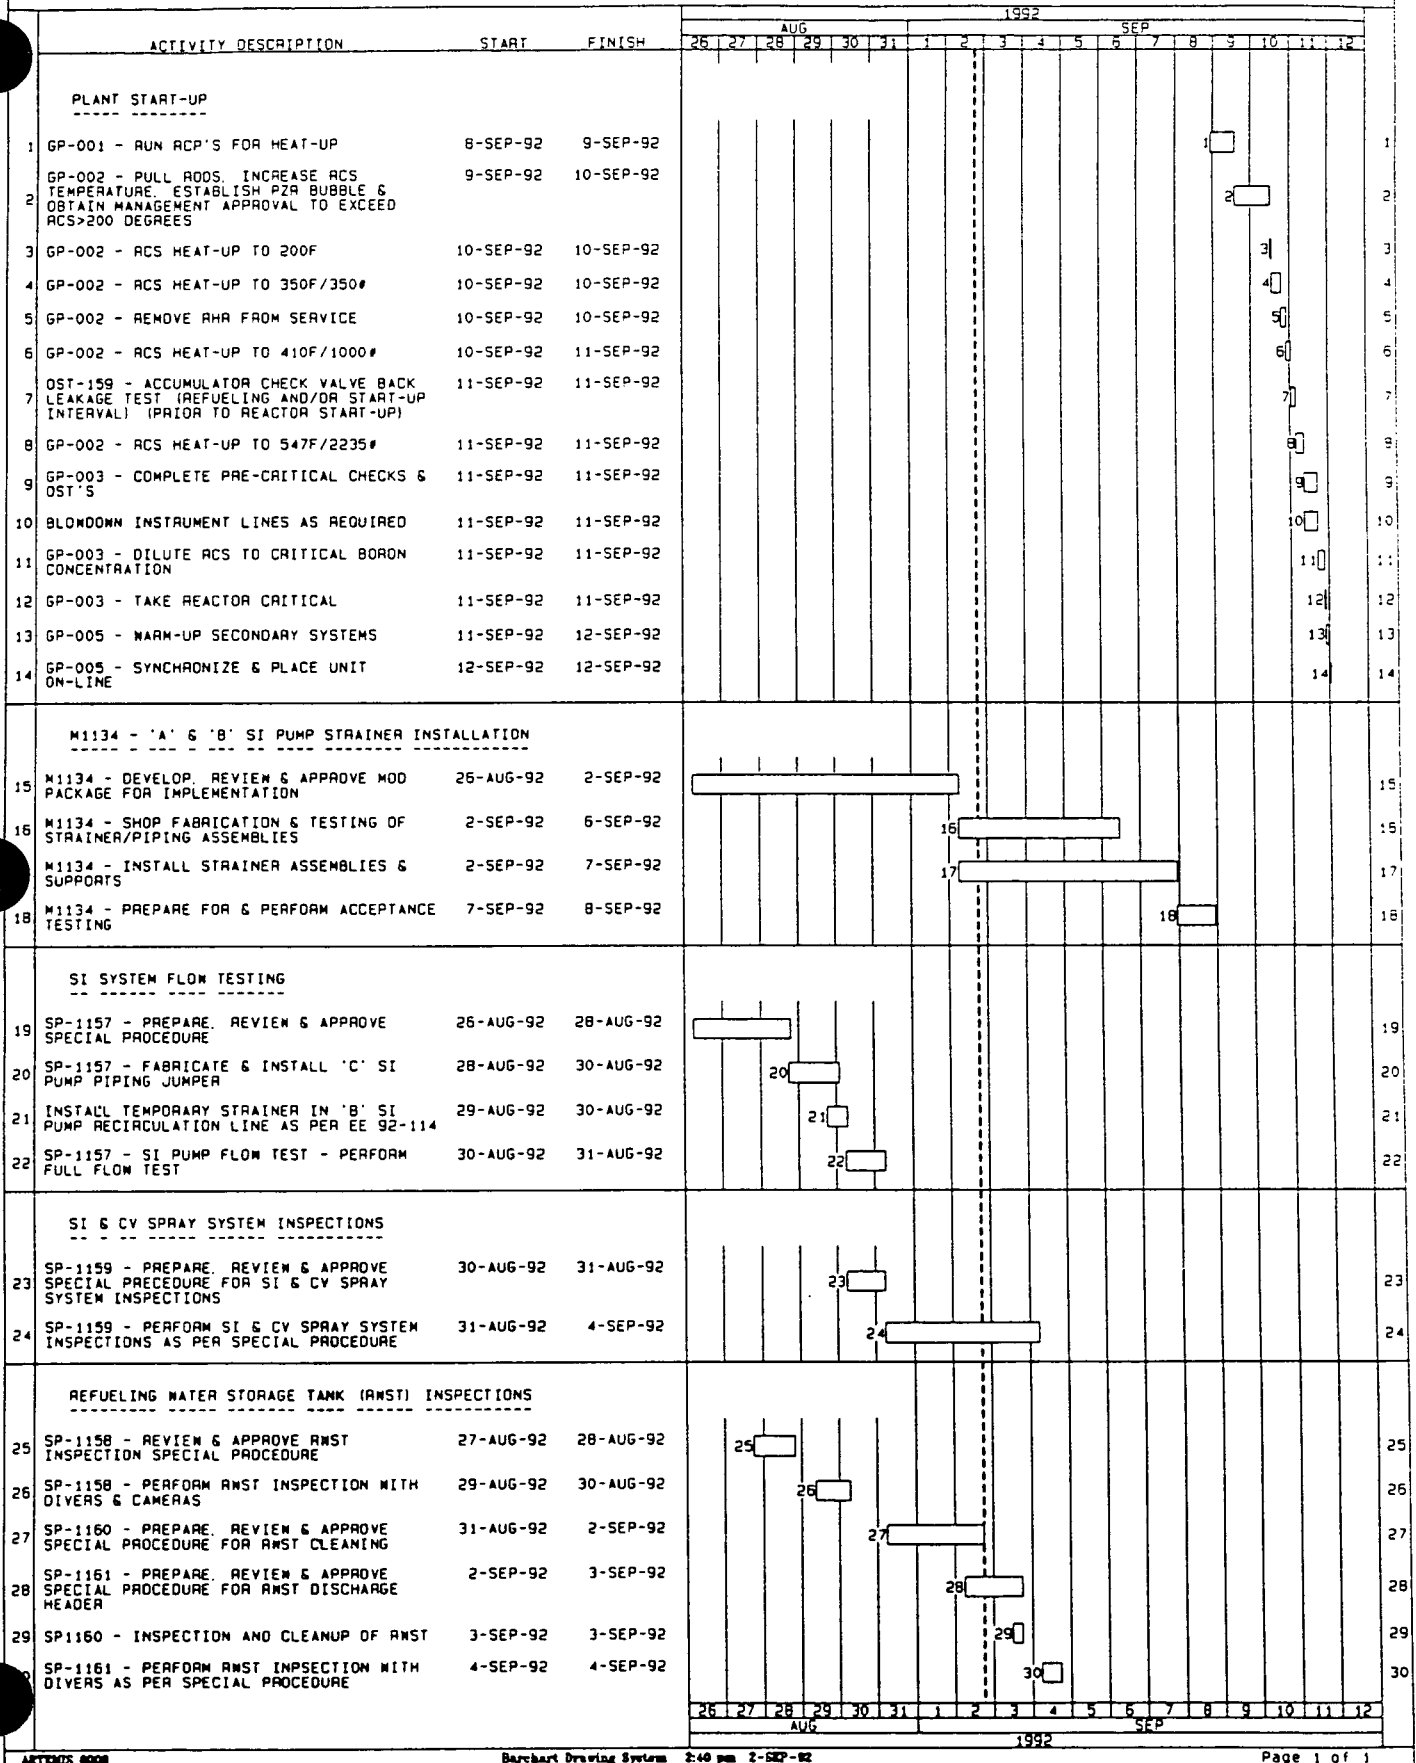 1992
AUG SEP
ACTIVITY DESCRIPTION START FINISH 26 27 28 29 30 31 1 2 3 4 5 6 7 8 9 10 11 12
PLANT START-UP
1 GP-001 - RUN RCP'S FOR HEAT-UP 8-SEP-92 9-SEP-92 1 1
GP-002 - PULL RODS, INCREASE RCS 9-SEP-92 10-SEP-92
TEMPERATURE, ESTABLISH PZR BUBBLE &
2 OBTAIN MANAGEMENT APPROVAL TO EXCEED 2 2
RCS>200 DEGREES
3 GP-002 - RCS HEAT-UP TO 200F 10-SEP-92 10-SEP-92 3 3
4 GP-002 - RCS HEAT-UP TO 350F/350# 10-SEP-92 10-SEP-92 4 4
5 GP-002 - REMOVE RHR FROM SERVICE 10-SEP-92 10-SEP-92 5 5
6 GP-002 - RCS HEAT-UP TO 410F/1000# 10-SEP-92 11-SEP-92 6 6
OST-159 - ACCUMULATOR CHECK VALVE BACK 11-SEP-92 11-SEP-92
7 LEAKAGE TEST (REFUELING AND/OR START-UP 7 7
INTERVAL) (PRIOR TO REACTOR START-UP)
8 GP-002 - RCS HEAT-UP TO 547F/2235# 11-SEP-92 11-SEP-92 8 8
GP-003 - COMPLETE PRE-CRITICAL CHECKS & 11-SEP-92 11-SEP-92
9 OST'S 9 9
10 BLOWDOWN INSTRUMENT LINES AS REQUIRED 11-SEP-92 11-SEP-92 10 10
GP-003 - DILUTE RCS TO CRITICAL BORON 11-SEP-92 11-SEP-92
11 CONCENTRATION 11 11
12 GP-003 - TAKE REACTOR CRITICAL 11-SEP-92 11-SEP-92 12 12
13 GP-005 - WARM-UP SECONDARY SYSTEMS 11-SEP-92 12-SEP-92 13 13
GP-005 - SYNCHRONIZE & PLACE UNIT 12-SEP-92 12-SEP-92
14 ON-LINE 14 14
M1134 - 'A' & 'B' SI PUMP STRAINER INSTALLATION
M1134 - DEVELOP, REVIEW & APPROVE MOD 26-AUG-92 2-SEP-92
15 PACKAGE FOR IMPLEMENTATION 15
M1134 - SHOP FABRICATION & TESTING OF 2-SEP-92 6-SEP-92
16 STRAINER/PIPING ASSEMBLIES 16 16
M1134 - INSTALL STRAINER ASSEMBLIES & 2-SEP-92 7-SEP-92
17 SUPPORTS 17 17
M1134 - PREPARE FOR & PERFORM ACCEPTANCE 7-SEP-92 8-SEP-92
18 TESTING 18 18
SI SYSTEM FLOW TESTING
SP-1157 - PREPARE, REVIEW & APPROVE 26-AUG-92 28-AUG-92
19 SPECIAL PROCEDURE 19
SP-1157 - FABRICATE & INSTALL 'C' SI 28-AUG-92 30-AUG-92
20 PUMP PIPING JUMPER 20 20
INSTALL TEMPORARY STRAINER IN 'B' SI 29-AUG-92 30-AUG-92
21 PUMP RECIRCULATION LINE AS PER EE 92-114 21 21
SP-1157 - SI PUMP FLOW TEST - PERFORM 30-AUG-92 31-AUG-92
22 FULL FLOW TEST 22 22
SI & CV SPRAY SYSTEM INSPECTIONS
SP-1159 - PREPARE, REVIEW & APPROVE 30-AUG-92 31-AUG-92
23 SPECIAL PRECEDURE FOR SI & CV SPRAY 23 23
SYSTEM INSPECTIONS
SP-1159 - PERFORM SI & CV SPRAY SYSTEM 31-AUG-92 4-SEP-92
24 INSPECTIONS AS PER SPECIAL PROCEDURE 24 24
REFUELING WATER STORAGE TANK (RWST) INSPECTIONS
SP-1158 - REVIEW & APPROVE RWST 27-AUG-92 28-AUG-92
25 INSPECTION SPECIAL PROCEDURE 25 25
SP-1158 - PERFORM RWST INSPECTION WITH 29-AUG-92 30-AUG-92
26 DIVERS & CAMERAS 26 26
SP-1160 - PREPARE, REVIEW & APPROVE 31-AUG-92 2-SEP-92
27 SPECIAL PROCEDURE FOR RWST CLEANING 27 27
SP-1161 - PREPARE, REVIEW & APPROVE 2-SEP-92 3-SEP-92
28 SPECIAL PROCEDURE FOR RWST DISCHARGE 28 28
HEADER
29 SP1160 - INSPECTION AND CLEANUP OF RWST 3-SEP-92 3-SEP-92 29 29
SP-1161 - PERFORM RWST INPSECTION WITH 4-SEP-92 4-SEP-92
DIVERS AS PER SPECIAL PROCEDURE 30 30
26 27 28 29 30 31 1 2 3 4 5 6 7 8 9 10 11 12
AUG SEP
1992
ARTEMIS Barchart Drawing System 2:40 pm 2-SEP-92 Page 1 of 1